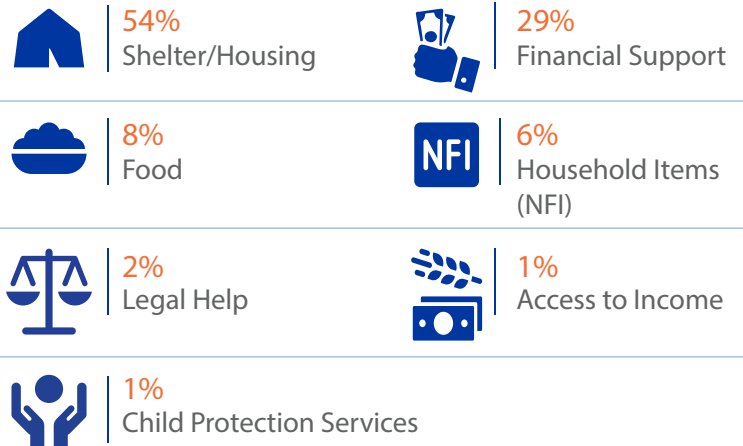 54%
Shelter/Housing
29%
Financial Support
8%
Food
NFI
6%
Household Items
(NFI)
2%
Legal Help
1%
Access to Income
1%
Child Protection Services